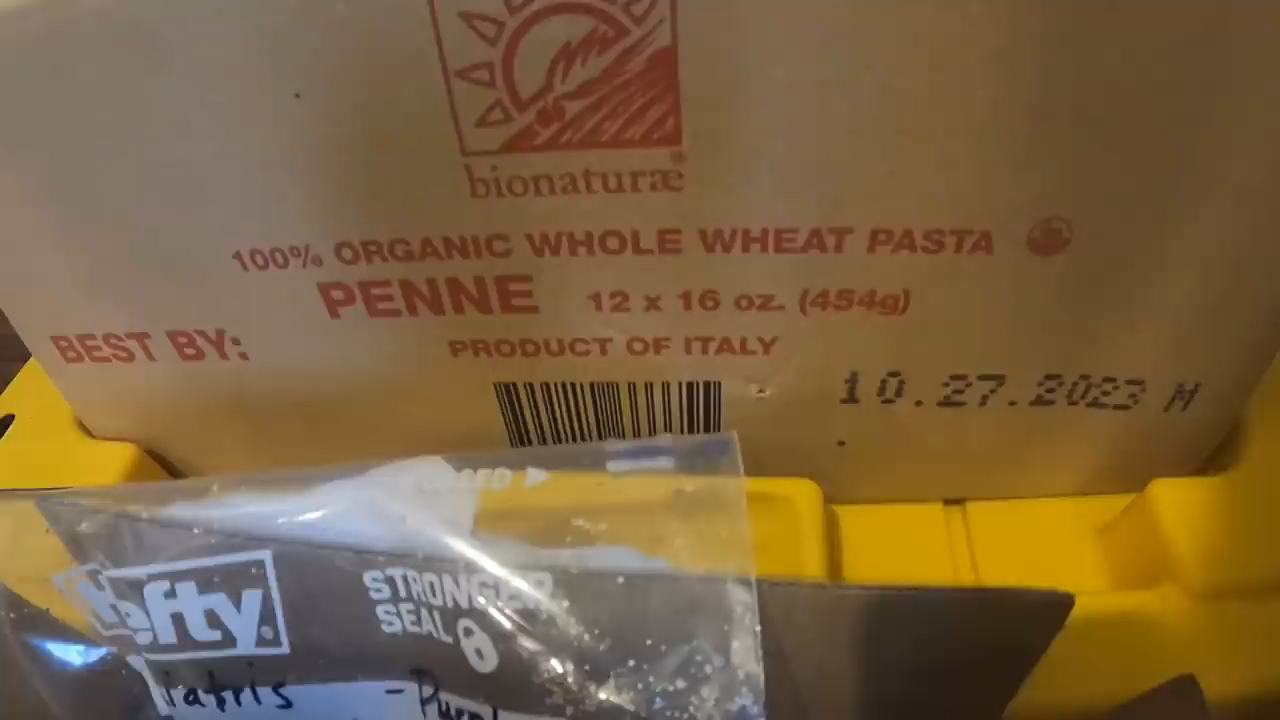 bionaturæ®
100% ORGANIC WHOLE WHEAT PASTA
PENNE 12 x 16 oz. (454g)
BEST BY:
PRODUCT OF ITALY
10.27.2023 M
Hefty.
STRONGER
SEAL